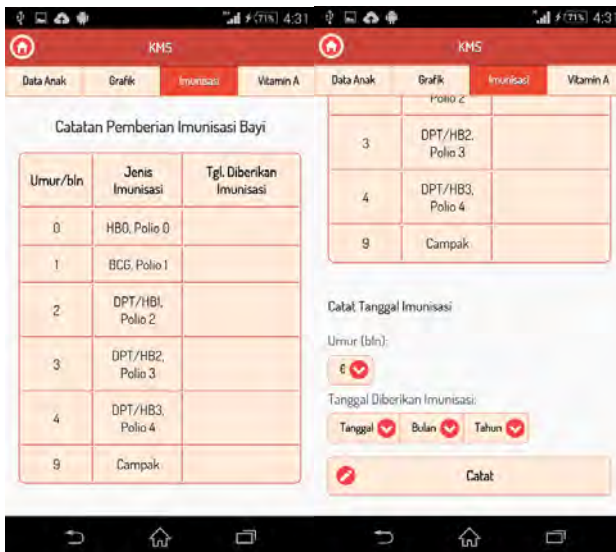 71% 4:31
KMS
Data Anak Grafik Imunisasi Vitamin A
Catatan Pemberian Imunisasi Bayi
Umur/bln Jenis Imunisasi Tgl. Diberikan Imunisasi
0 HB0, Polio 0
1 BCG, Polio 1
2 DPT/HB1, Polio 2
3 DPT/HB2, Polio 3
4 DPT/HB3, Polio 4
9 Campak
71% 4:31
KMS
Data Anak Grafik Imunisasi Vitamin A
Polio 2
3 DPT/HB2, Polio 3
4 DPT/HB3, Polio 4
9 Campak
Catat Tanggal Imunisasi
Umur (bln):
Tanggal Diberikan Imunisasi:
Tanggal Bulan Tahun
Catat